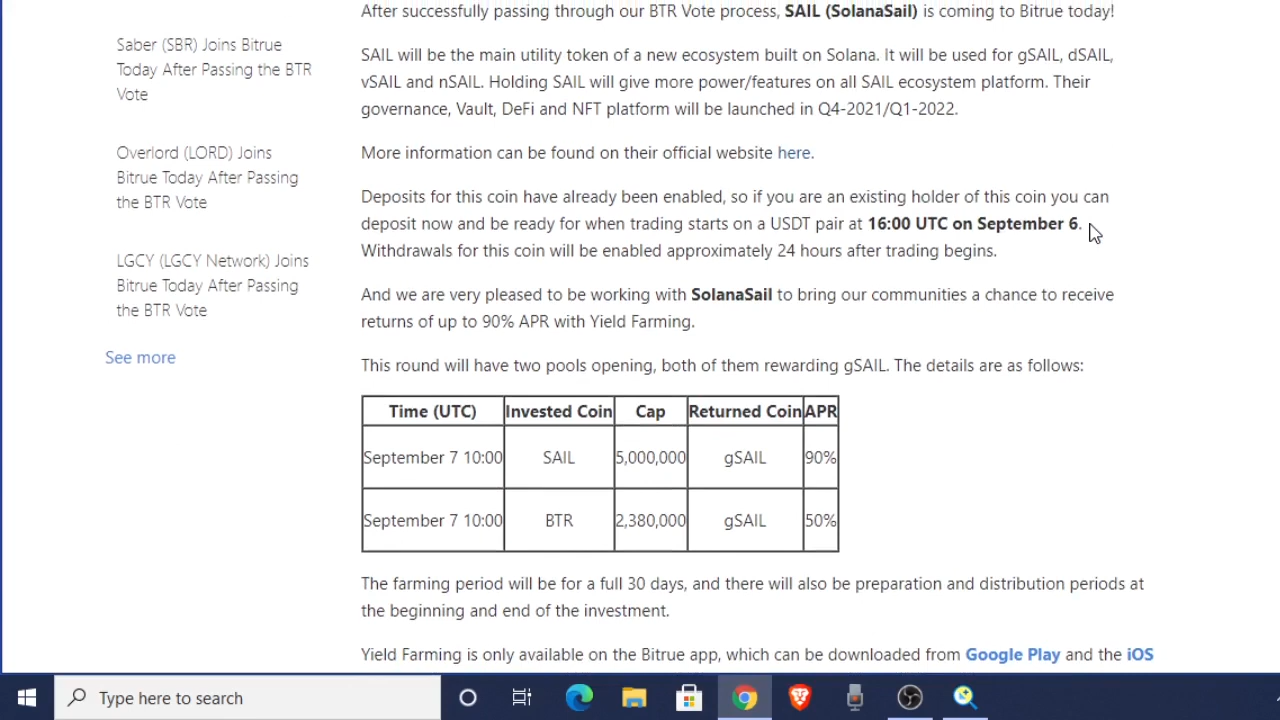 After successfully passing through our BTR Vote process, SAIL (SolanaSail) is coming to Bitrue today!
Saber (SBR) Joins Bitrue
Today After Passing the BTR
Vote
Overlord (LORD) Joins
Bitrue Today After Passing
the BTR Vote
LGCY (LGCY Network) Joins
Bitrue Today After Passing
the BTR Vote
See more
SAIL will be the main utility token of a new ecosystem built on Solana. It will be used for gSAIL, dSAIL,
vSAIL and nSAIL. Holding SAIL will give more power/features on all SAIL ecosystem platform. Their
governance, Vault, DeFi and NFT platform will be launched in Q4-2021/Q1-2022.
More information can be found on their official website here.
Deposits for this coin have already been enabled, so if you are an existing holder of this coin you can
deposit now and be ready for when trading starts on a USDT pair at 16:00 UTC on September 6.
Withdrawals for this coin will be enabled approximately 24 hours after trading begins.
And we are very pleased to be working with SolanaSail to bring our communities a chance to receive
returns of up to 90% APR with Yield Farming.
This round will have two pools opening, both of them rewarding gSAIL. The details are as follows:
Time (UTC) Invested Coin Cap Returned Coin APR
September 7 10:00 SAIL 5,000,000 gSAIL 90%
September 7 10:00 BTR 2,380,000 gSAIL 50%
The farming period will be for a full 30 days, and there will also be preparation and distribution periods at
the beginning and end of the investment.
Yield Farming is only available on the Bitrue app, which can be downloaded from Google Play and the iOS
Type here to search